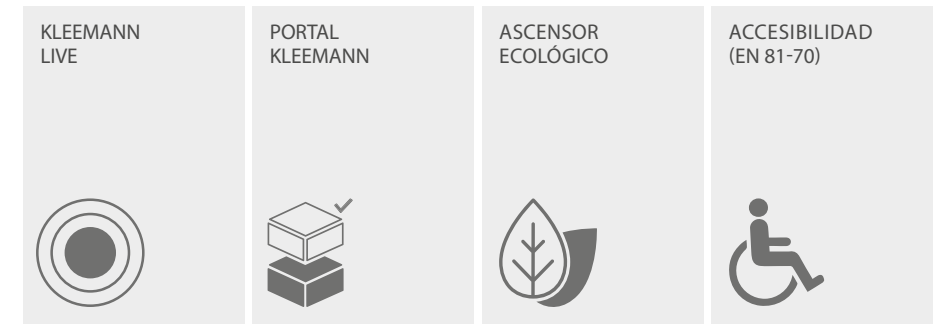 KLEEMANN
LIVE
PORTAL
KLEEMANN
ASCENSOR
ECOLÓGICO
ACCESIBILIDAD
(EN 81-70)